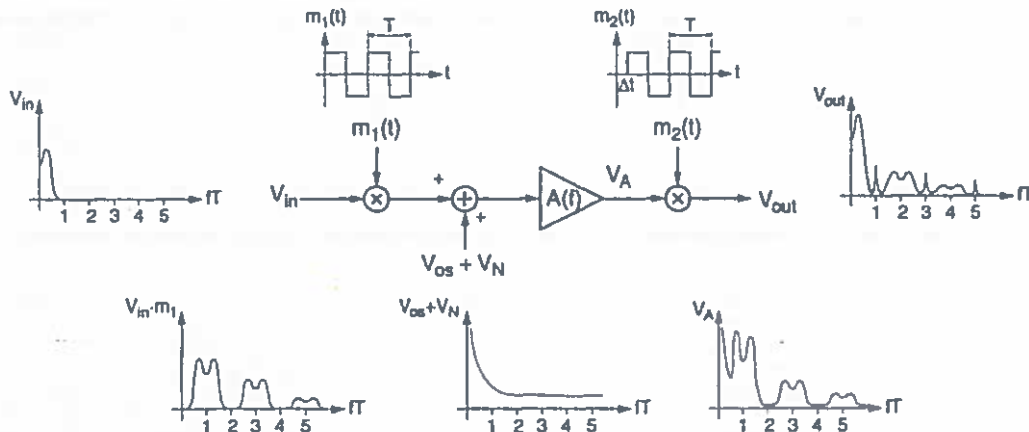 m₁(t) T
t
m₂(t) T
t
Δt
V_in
fT
1 2 3 4 5
m₁(t)
m₂(t)
V_out
fT
1 2 3 4 5
V_in
×
+
+
+
A(f)
V_A
×
V_out
V_os + V_N
V_in·m₁
fT
1 2 3 4 5
V_os+V_N
fT
1 2 3 4 5
V_A
fT
1 2 3 4 5